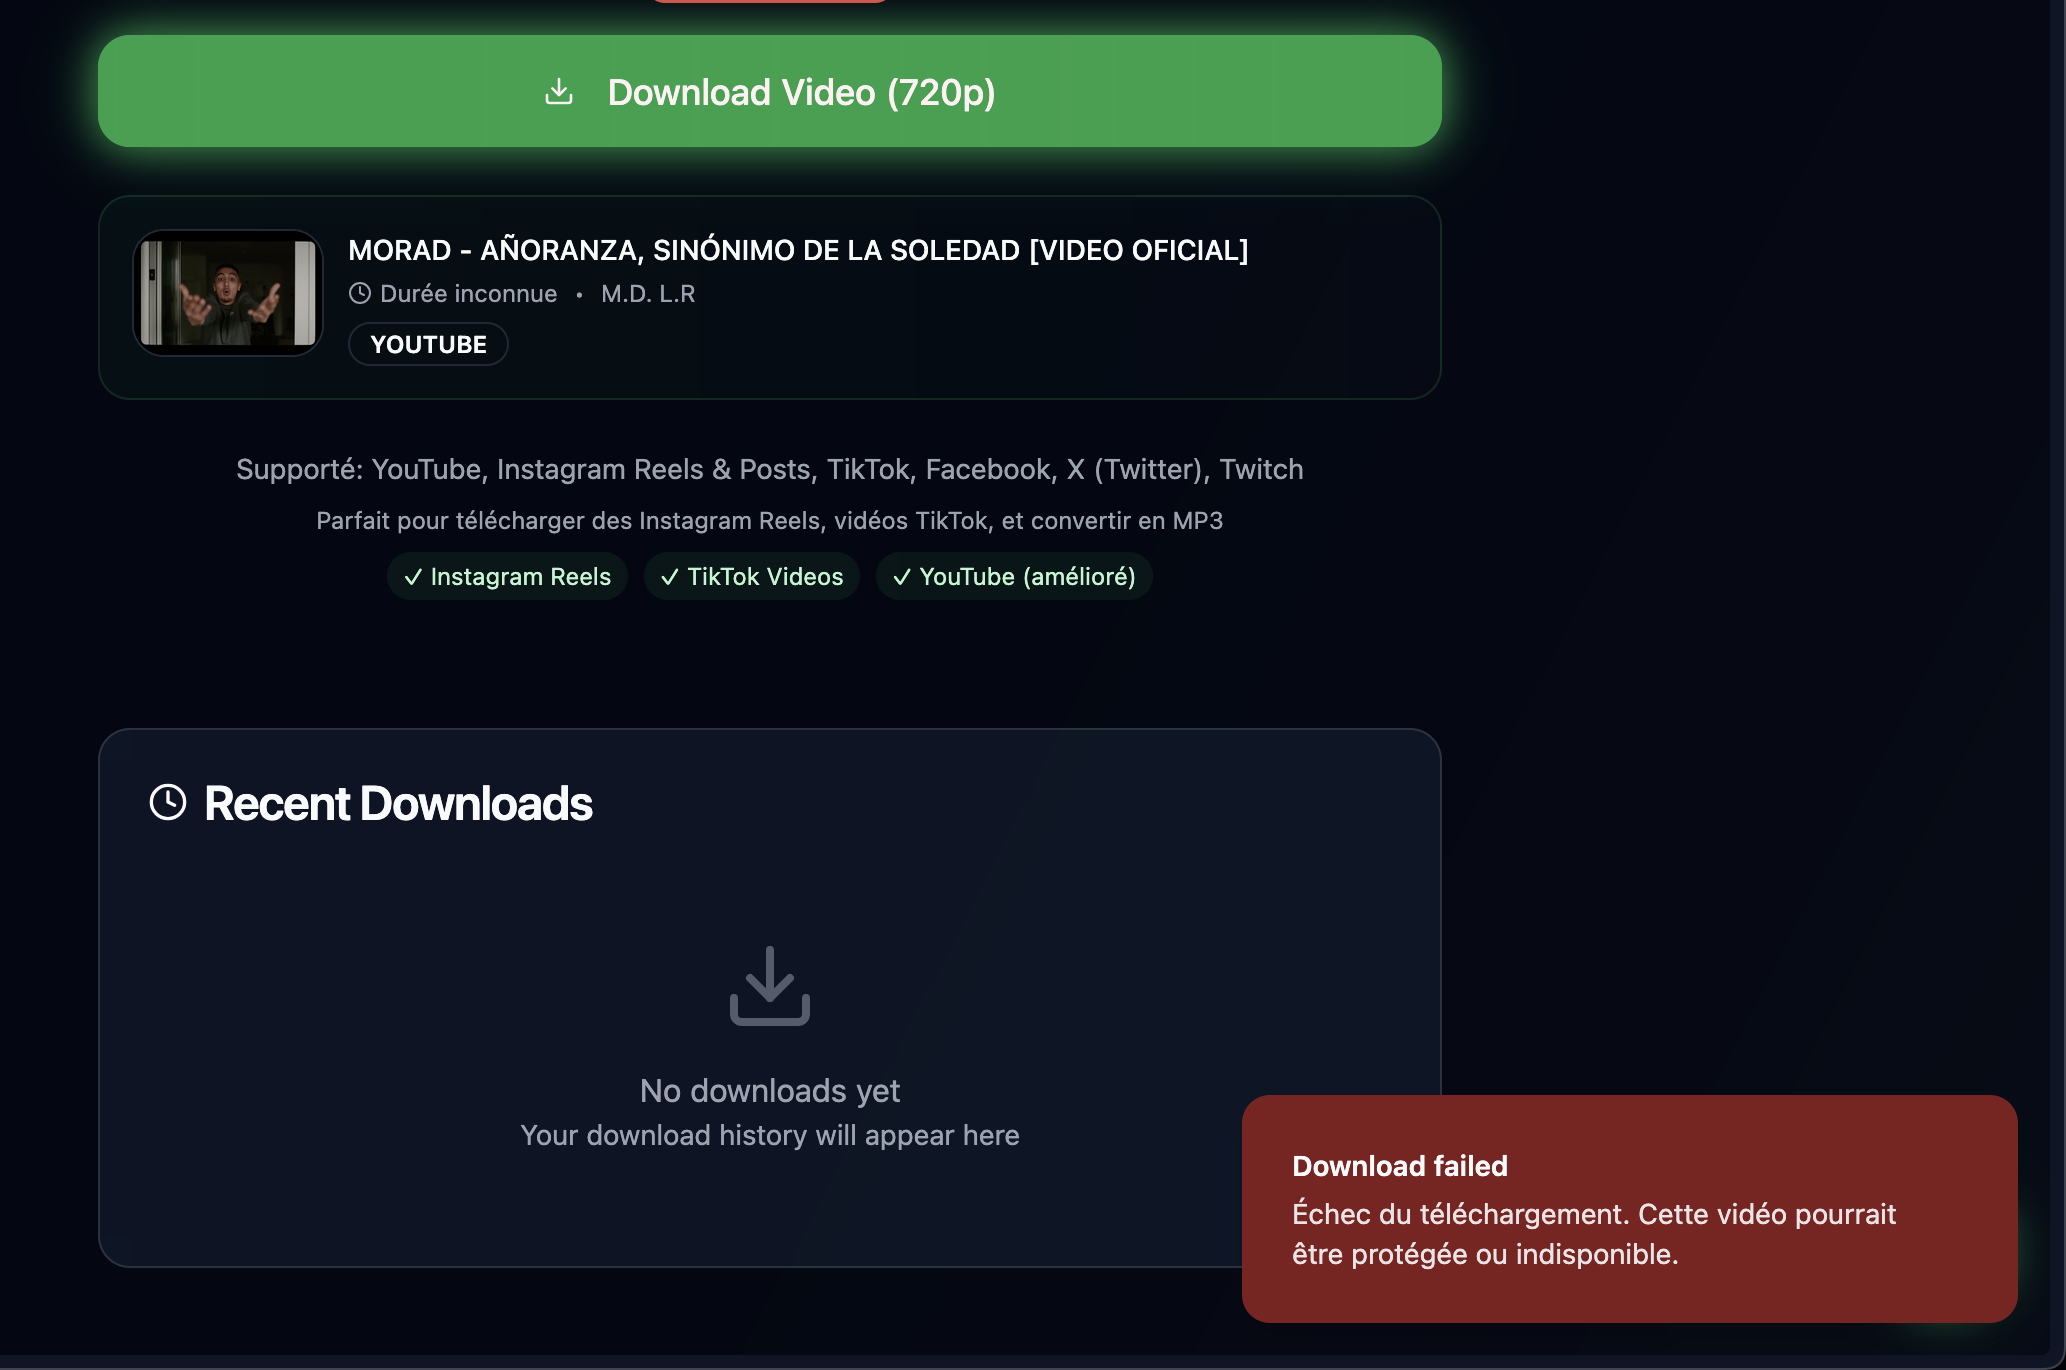 Download Video (720p)
MORAD - AÑORANZA, SINÓNIMO DE LA SOLEDAD [VIDEO OFICIAL]
Durée inconnue • M.D. L.R
YOUTUBE
Supporté: YouTube, Instagram Reels & Posts, TikTok, Facebook, X (Twitter), Twitch
Parfait pour télécharger des Instagram Reels, vidéos TikTok, et convertir en MP3
✓ Instagram Reels ✓ TikTok Videos ✓ YouTube (amélioré)
Recent Downloads
No downloads yet
Your download history will appear here
Download failed
Échec du téléchargement. Cette vidéo pourrait
être protégée ou indisponible.